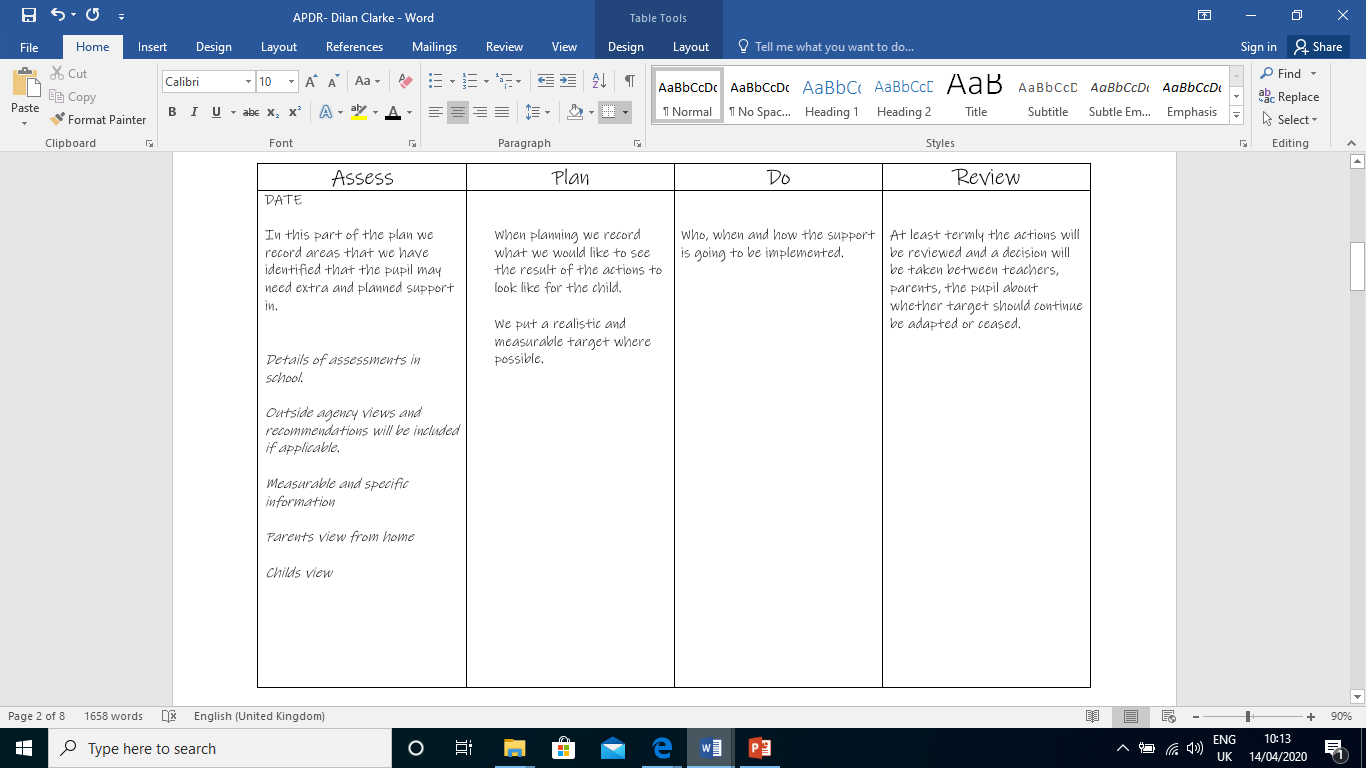 APDR- Dilan Clarke - Word
Table Tools
Sign in
Share
File
Home
Insert
Design
Layout
References
Mailings
Review
View
Design
Layout
Tell me what you want to do...
Paste
Cut
Copy
Format Painter
Clipboard
Calibri
10
Aa
B I U abc x₂ x² A ab A
Font
Paragraph
AaBbCcDc
¶ Normal
AaBbCcDc
¶ No Spac...
AaBbCc
Heading 1
AaBbCcD
Heading 2
AaB
Title
AaBbCcD
Subtitle
AaBbCcDc
Subtle Em...
AaBbCcDc
Emphasis
Styles
Find
Replace
Select
Editing
Assess
Plan
Do
Review
DATE
In this part of the plan we
record areas that we have
identified that the pupil may
need extra and planned support
in.
Details of assessments in
school.
Outside agency views and
recommendations will be included
if applicable.
Measurable and specific
information
Parents view from home
Childs view
When planning we record
what we would like to see
the result of the actions to
look like for the child.
We put a realistic and
measurable target where
possible.
Who, when and how the support
is going to be implemented.
At least termly the actions will
be reviewed and a decision will
be taken between teachers,
parents, the pupil about
whether target should continue
be adapted or ceased.
Page 2 of 8
1658 words
English (United Kingdom)
90%
Type here to search
ENG
UK
10:13
14/04/2020
1